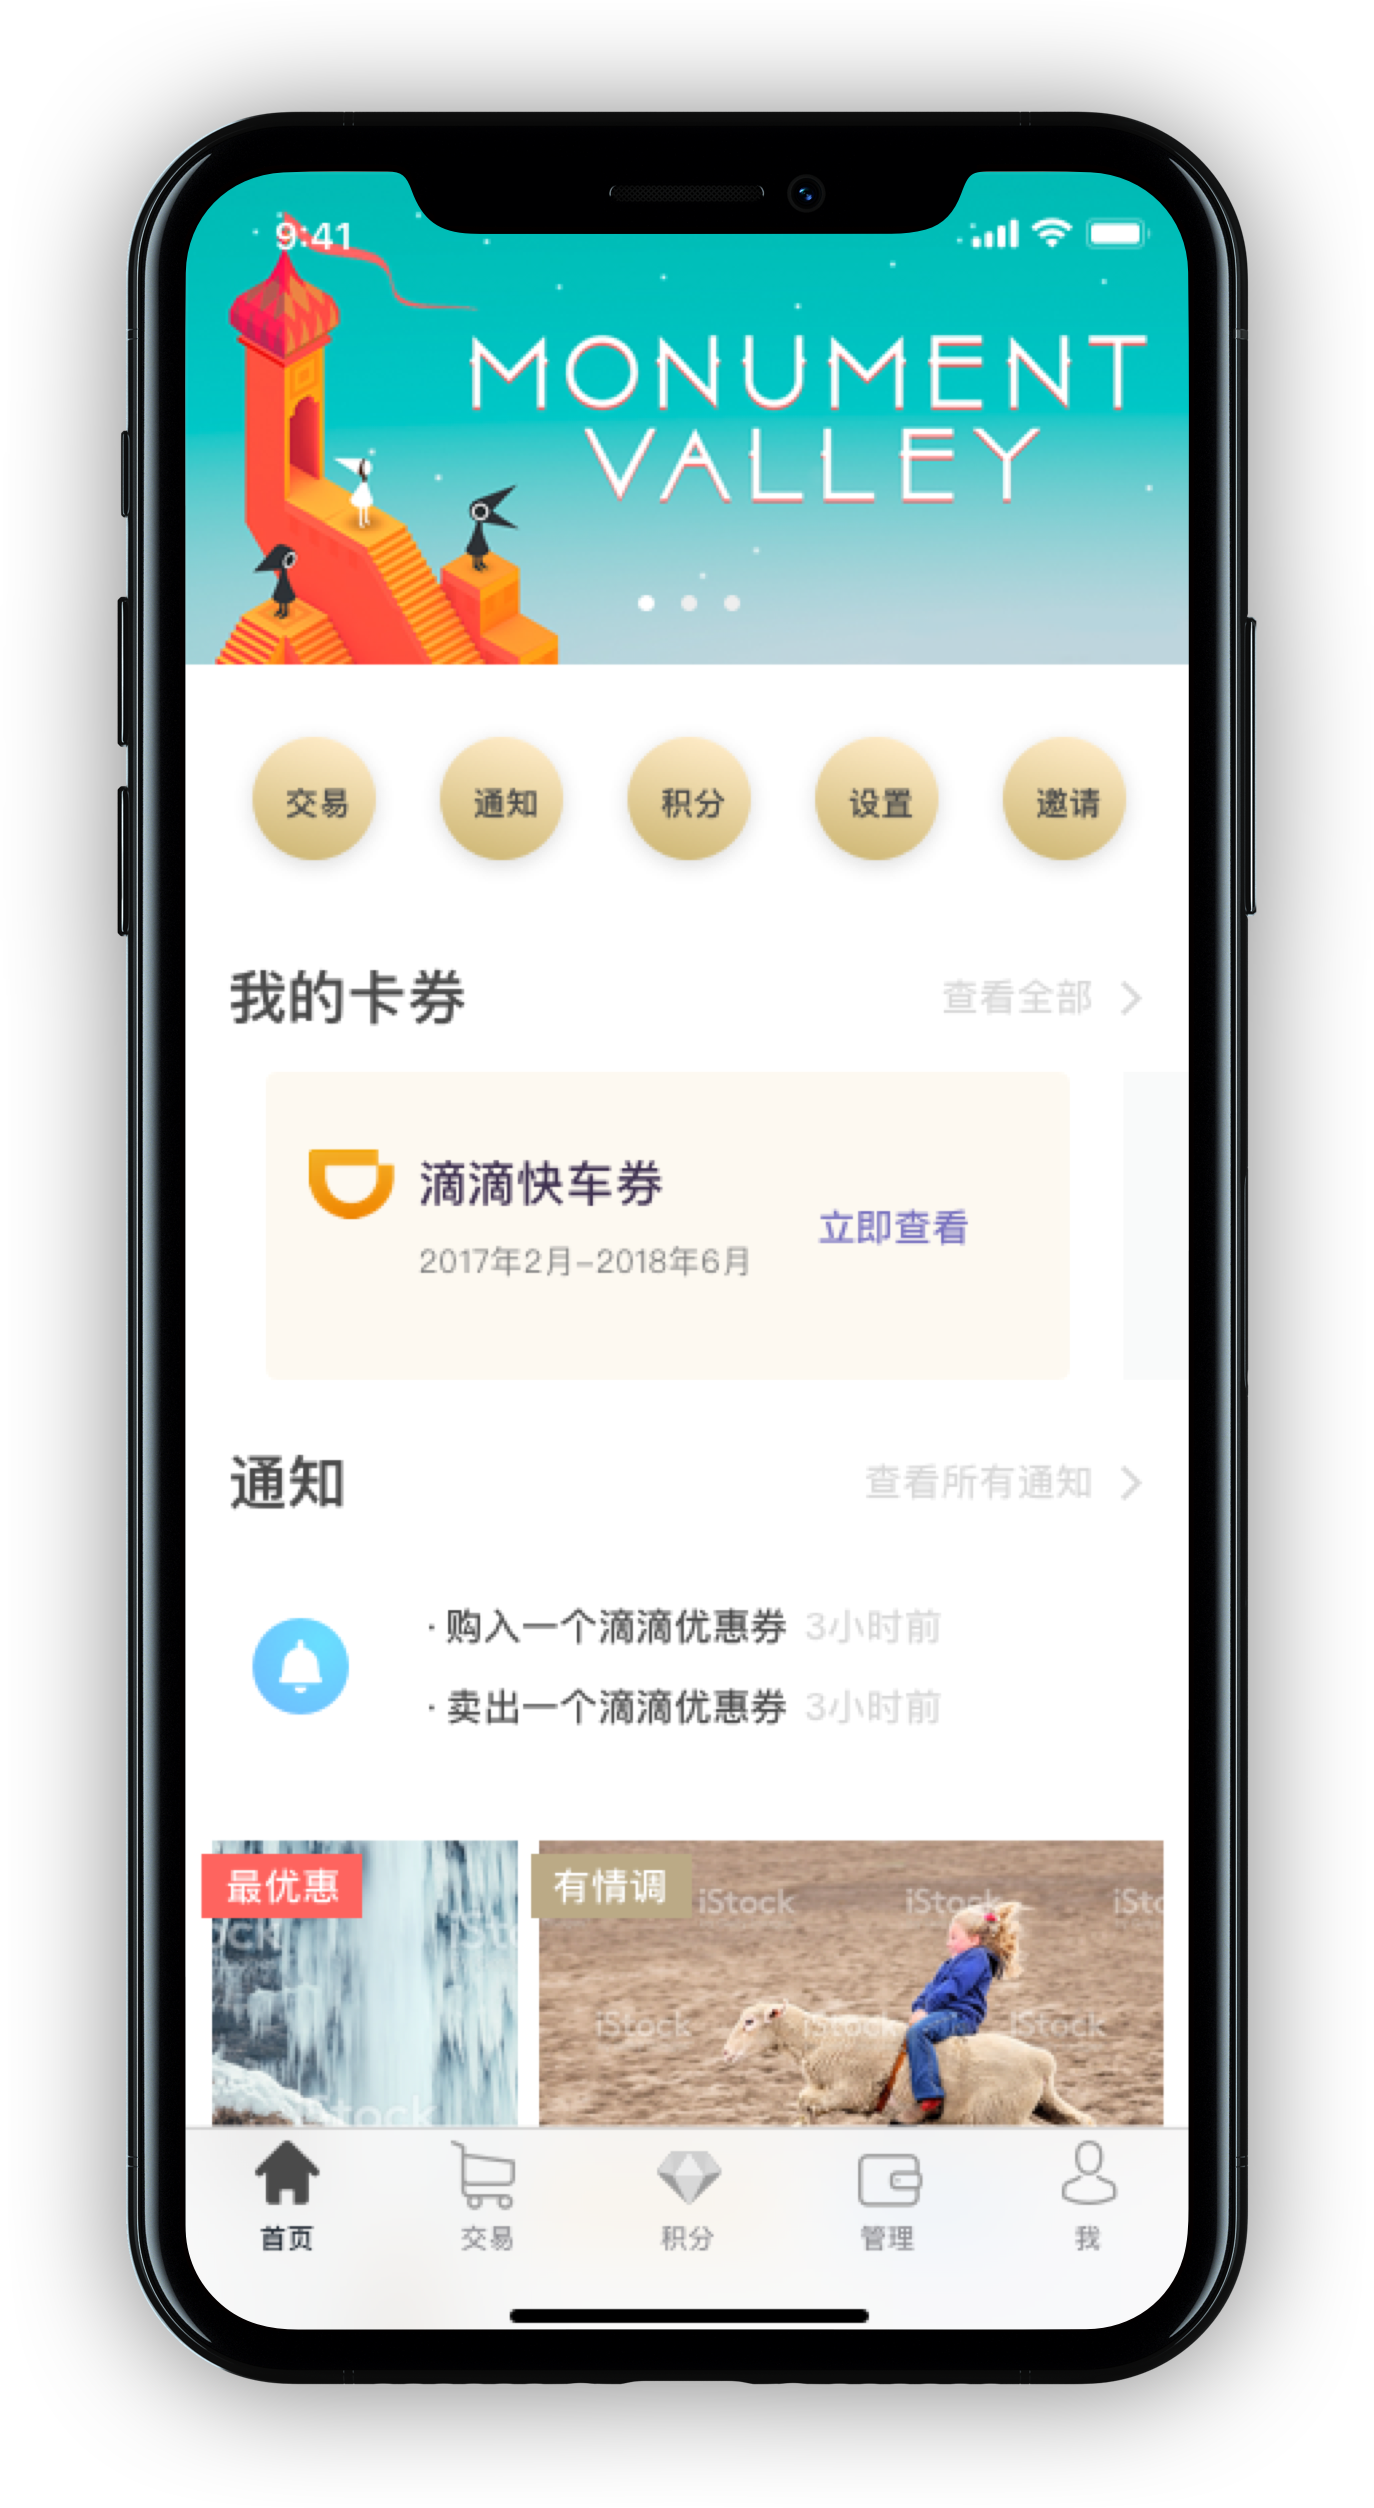 9:41
MONUMENT
VALLEY
交易
通知
积分
设置
邀请
我的卡券
查看全部
滴滴快车券
立即查看
2017年2月-2018年6月
通知
查看所有通知
· 购入一个滴滴优惠券 3小时前
· 卖出一个滴滴优惠券 3小时前
最优惠
有情调
iStock
iStock
iStock
iStock
iStock
iStock
首页
交易
积分
管理
我